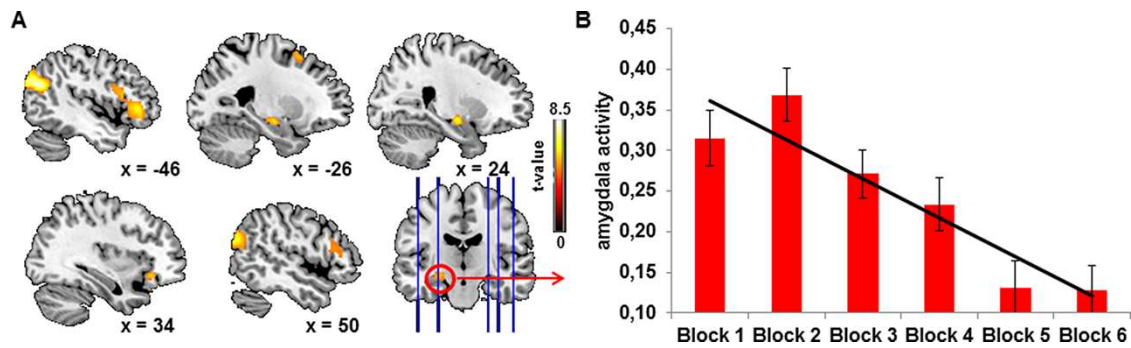 A
x = -46
x = -26
x = 24
8.5
t-value
0
x = 34
x = 50
B
0,45
0,40
0,35
0,30
0,25
0,20
0,15
0,10
amygdala activity
Block 1 Block 2 Block 3 Block 4 Block 5 Block 6